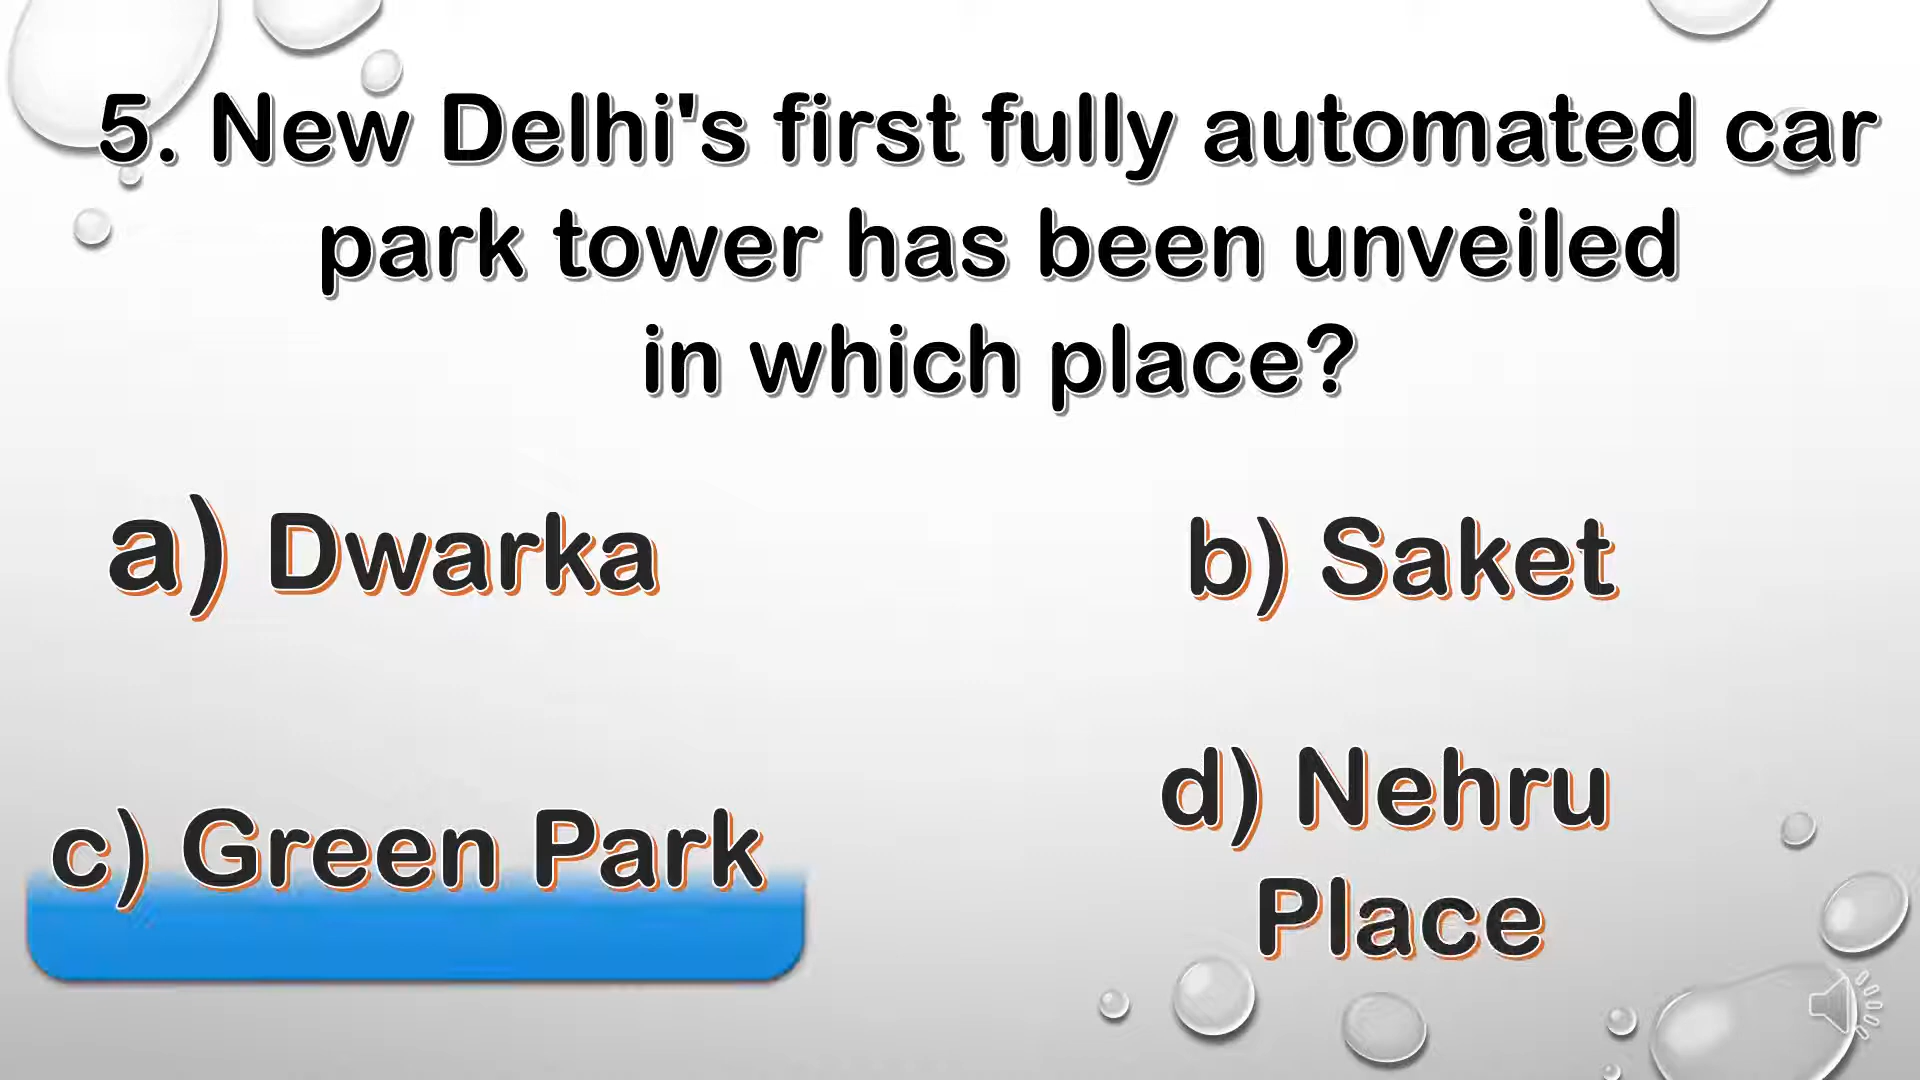 5. New Delhi's first fully automated car
park tower has been unveiled
in which place?
a) Dwarka
b) Saket
c) Green Park
d) Nehru
Place